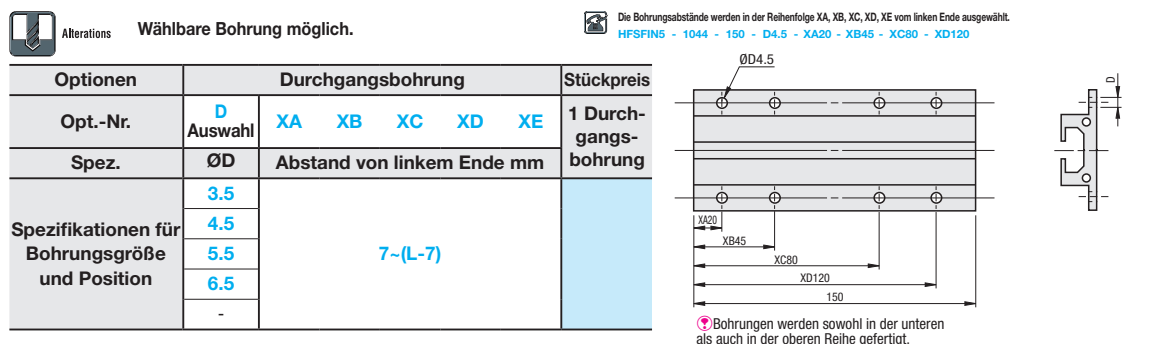 Alterations
Wählbare Bohrung möglich.
Die Bohrungsabstände werden in der Reihenfolge XA, XB, XC, XD, XE vom linken Ende ausgewählt.
HFSFIN5 - 1044 - 150 - D4.5 - XA20 - XB45 - XC80 - XD120
Optionen Durchgangsbohrung Stückpreis
Opt.-Nr. D Auswahl XA XB XC XD XE 1 Durch-
gangs-
bohrung
Spez. ØD Abstand von linkem Ende mm
Spezifikationen für
Bohrungsgröße
und Position
3.5
4.5
5.5
6.5
-
7~(L-7)
ØD4.5
D
XA20
XB45
XC80
XD120
150
Bohrungen werden sowohl in der unteren
als auch in der oberen Reihe gefertigt.